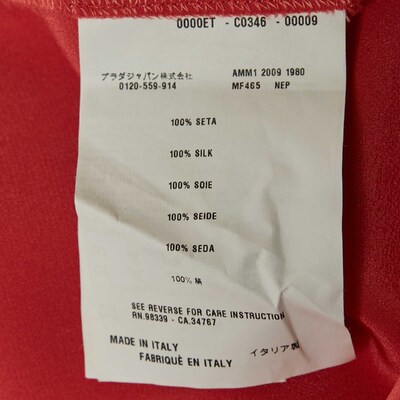 0000ET - C0346 - 00009
プラダジャパン株式会社 AMM1 2009 1980
0120-559-914 MF465 NEP
100% SETA
100% SILK
100% SOIE
100% SEIDE
100% SEDA
100% 絹
SEE REVERSE FOR CARE INSTRUCTION
RN.98339 - CA.34767
MADE IN ITALY イタリア製
FABRIQUÈ EN ITALY